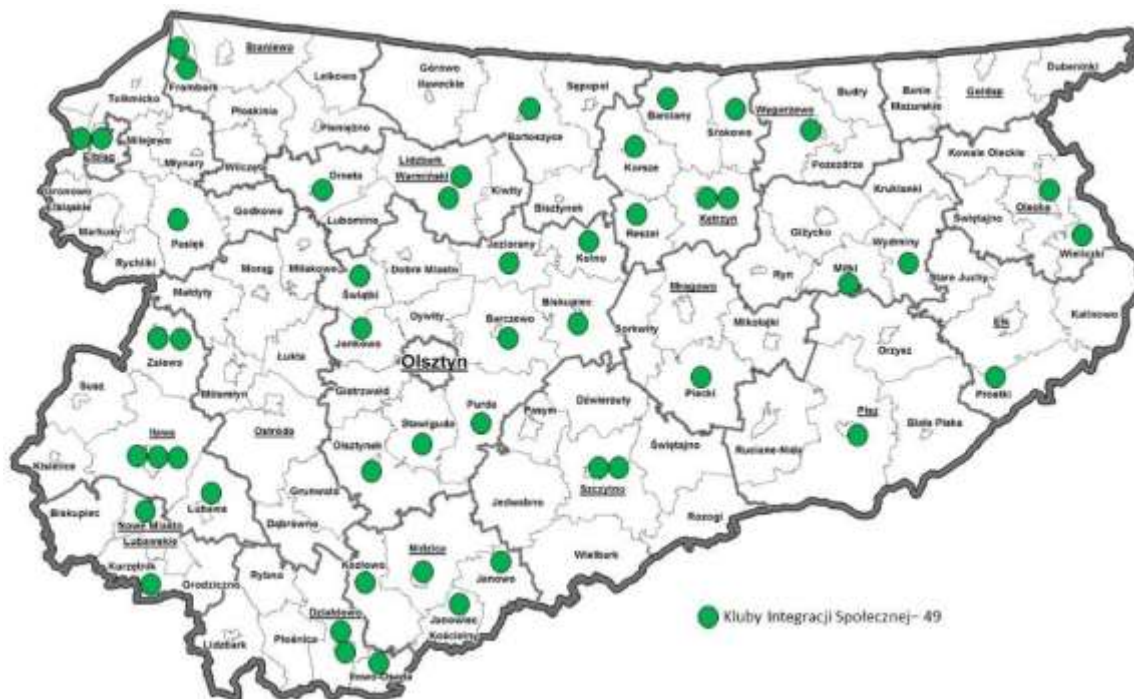 Braniewo
Frombork
Lelkowo
Górowo
Iławeckie
Sępopol
Dubeninki
Tolkmicko
Płoskinia
Pieniężno
Bartoszyce
Barciany
Srokowo
Węgorzewo
Budry
Banie
Mazurskie
Gołdap
Elbląg
Milejewo
Młynary
Wilczęta
Orneta
Lidzbark
Warmiński
Kiwity
Korsze
Pozezdrze
Kowale Oleckie
Gronowo
Elbląskie
Godkowo
Lubomino
Bisztynek
Reszel
Kętrzyn
Kruklanki
Olecko
Markusy
Pasłęk
Rychliki
Morąg
Miłakowo
Dobre Miasto
Jeziorany
Kolno
Giżycko
Wydminy
Świętajno
Wieliczki
Małdyty
Świątki
Ryn
Miłki
Stare Juchy
Zalewo
Łukta
Jonkowo
Dywity
Barczewo
Biskupiec
Sorkwity
Mrągowo
Mikołajki
Orzysz
Ełk
Kalinowo
Susz
Miłomłyn
Olsztyn
Gietrzwałd
Purda
Pasym
Dźwierzuty
Piecki
Prostki
Iława
Ostróda
Stawiguda
Olsztynek
Świętajno
Ruciane-Nida
Pisz
Biała Piska
Kisielice
Lubawa
Grunwald
Szczytno
Jedwabno
Rozogi
Biskupiec
Nowe Miasto
Lubawskie
Dąbrówno
Wielbark
Kurzętnik
Grodziczno
Rybno
Kozłowo
Nidzica
Janowo
Działdowo
Janowiec
Kościelny
Lidzbark
Płośnica
Iłowo-Osada
Kluby Integracji Społecznej– 49